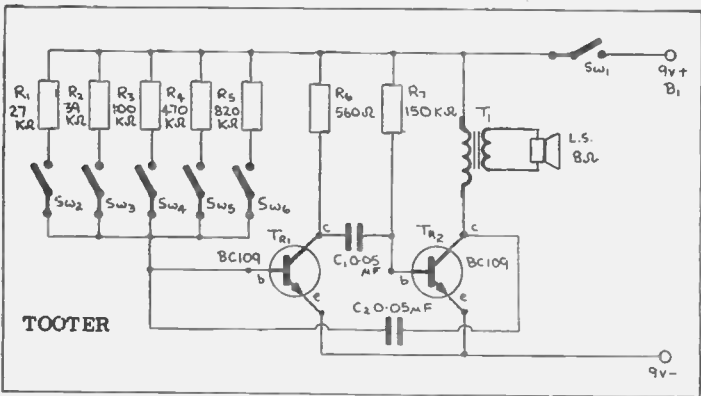 R1
27
KΩ
R2
39
KΩ
R3
100
KΩ
R4
470
KΩ
R5
820
KΩ
R6
560Ω
R7
150KΩ
SW1
9V+
B1
T1
L.S.
8Ω
SW2
SW3
SW4
SW5
SW6
TR1
c
BC109
b
e
C1 0.05
µF
TR2
c
BC109
b
e
C2 0.05µF
TOOTER
9V-